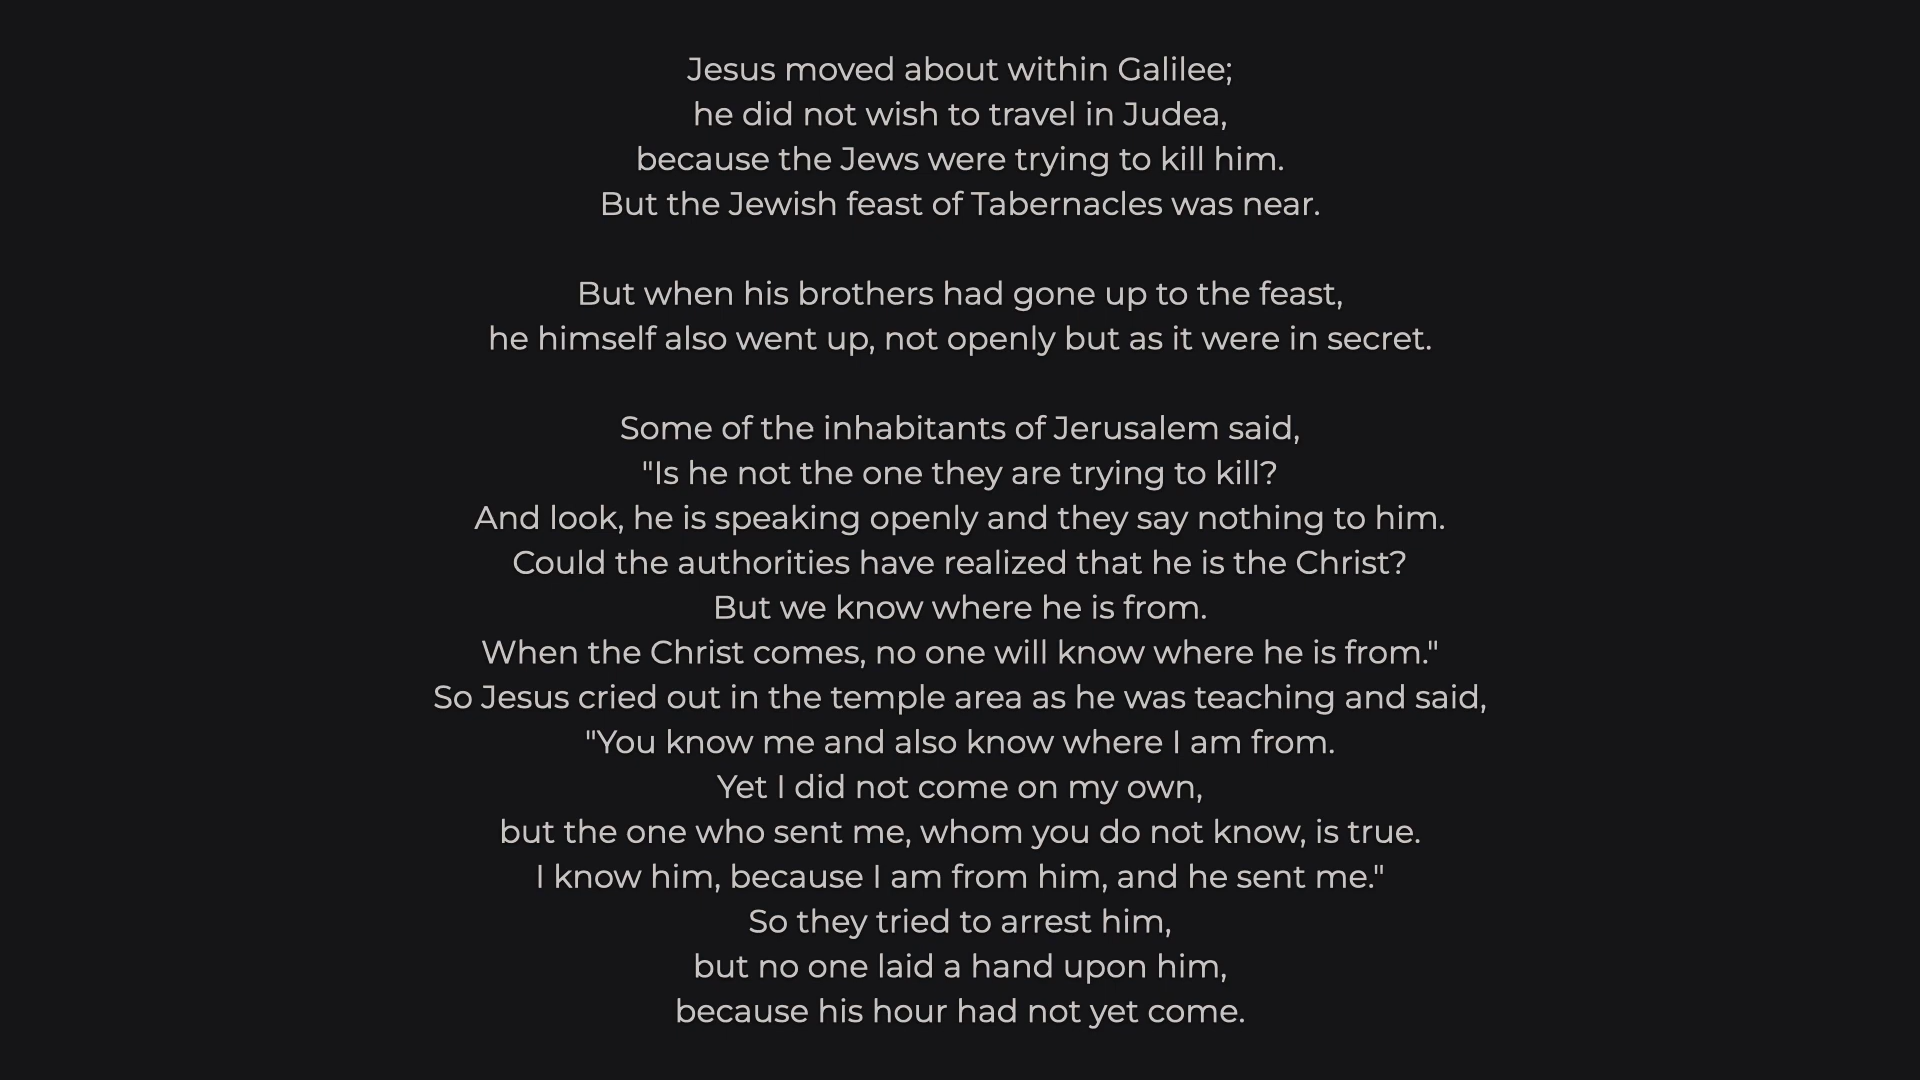 Jesus moved about within Galilee;
he did not wish to travel in Judea,
because the Jews were trying to kill him.
But the Jewish feast of Tabernacles was near.
But when his brothers had gone up to the feast,
he himself also went up, not openly but as it were in secret.
Some of the inhabitants of Jerusalem said,
"Is he not the one they are trying to kill?
And look, he is speaking openly and they say nothing to him.
Could the authorities have realized that he is the Christ?
But we know where he is from.
When the Christ comes, no one will know where he is from."
So Jesus cried out in the temple area as he was teaching and said,
"You know me and also know where I am from.
Yet I did not come on my own,
but the one who sent me, whom you do not know, is true.
I know him, because I am from him, and he sent me."
So they tried to arrest him,
but no one laid a hand upon him,
because his hour had not yet come.